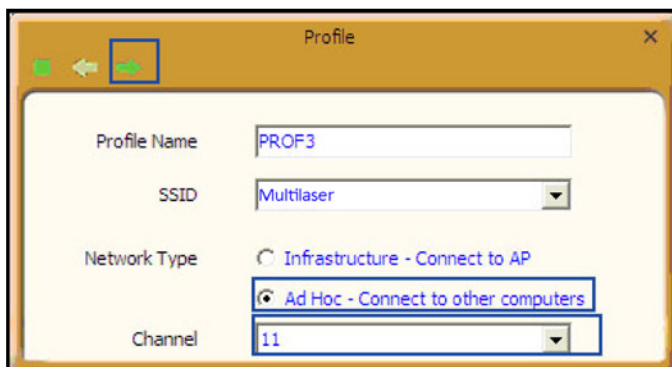 Profile
Profile Name PROF3
SSID Multilaser
Network Type Infrastructure - Connect to AP
Ad Hoc - Connect to other computers
Channel 11